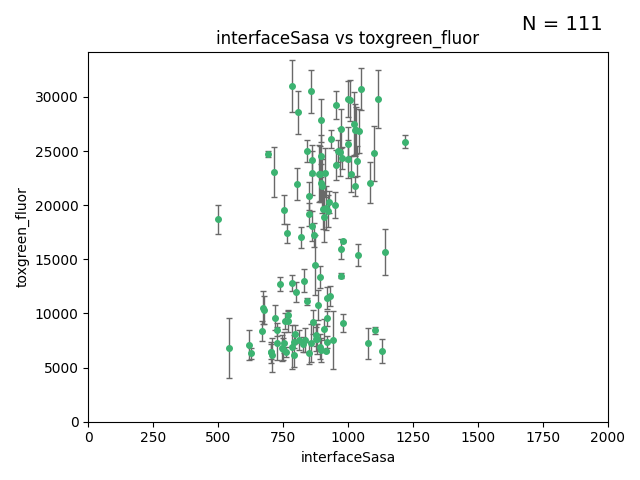 N = 111
interfaceSasa vs toxgreen_fluor
toxgreen_fluor
30000
25000
20000
15000
10000
5000
0
0 250 500 750 1000 1250 1500 1750 2000
interfaceSasa